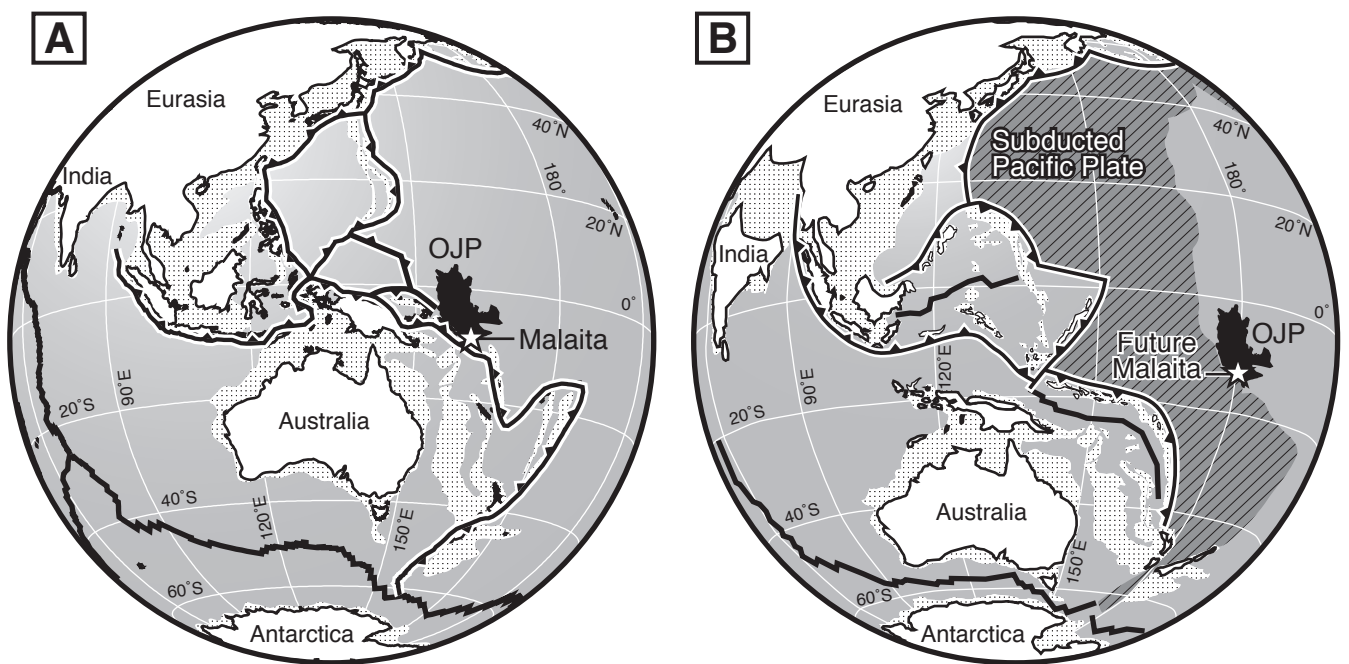 A
Eurasia
India
40˚N
180˚
20˚N
OJP
0˚
Malaita
90˚E
20˚S
Australia
40˚S
120˚E
150˚E
60˚S
Antarctica
B
Eurasia
Subducted
Pacific Plate
40˚N
180˚
India
0˚
OJP
Future
Malaita
120˚E
90˚E
20˚S
Australia
40˚S
150˚E
60˚S
Antarctica